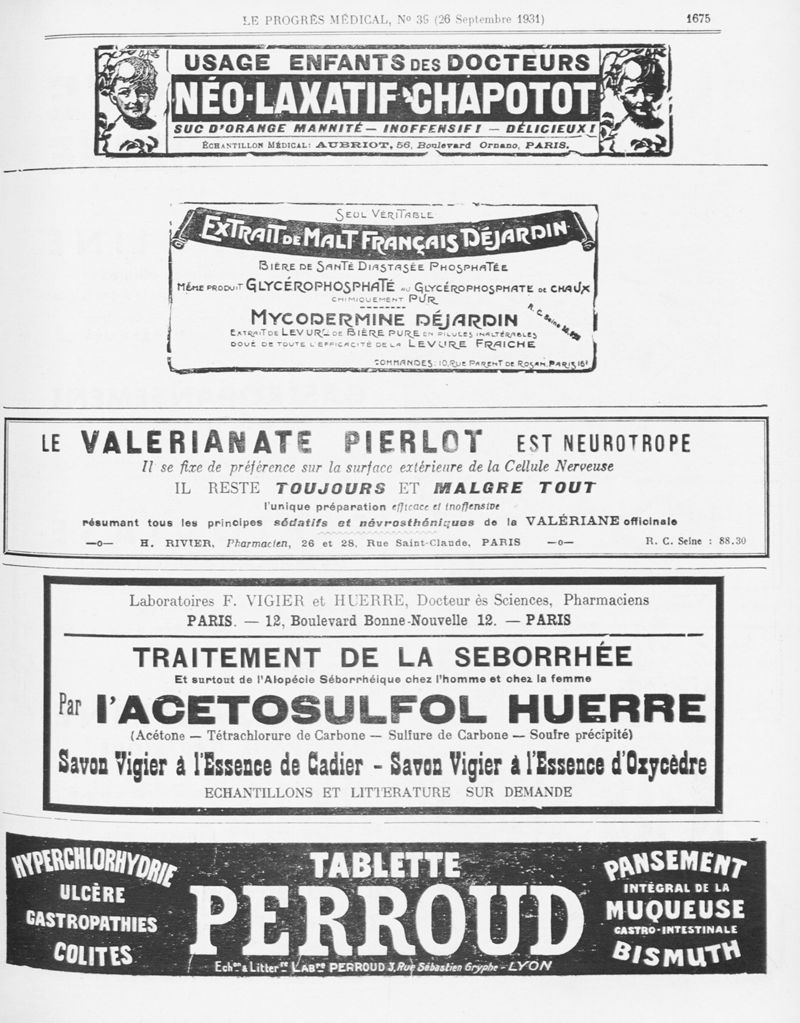 LE PROGRÈS MÉDICAL, No 36 (26 Septembre 1931) 1675
USAGE ENFANTS DES DOCTEURS
NÉO-LAXATIF CHAPOTOT
SUC D'ORANGE MANNITÉ — INOFFENSIF! — DÉLICIEUX!
ÉCHANTILLON MÉDICAL: AUBRIOT, 56, Boulevard Ornano, PARIS.
SEUL VÉRITABLE
EXTRAIT DE MALT FRANÇAIS DÉJARDIN
BIÈRE DE SANTÉ DIASTASÉE PHOSPHATÉE
MÊME PRODUIT GLYCÉROPHOSPHATÉ AU GLYCÉROPHOSPHATE DE CHAUX
CHIMIQUEMENT PUR
MYCODERMINE DÉJARDIN
R. C. Seine
EXTRAIT DE LEVURE DE BIÈRE PURE EN PILULES INALTÉRABLES
DOUÉ DE TOUTE L'EFFICACITÉ DE LA LEVURE FRAICHE
COMMANDES: 10, RUE PARENT DE ROSAN, PARIS 16e
LE VALERIANATE PIERLOT EST NEUROTROPE
Il se fixe de préférence sur la surface extérieure de la Cellule Nerveuse
IL RESTE TOUJOURS ET MALGRE TOUT
l'unique préparation efficace et inoffensive
résumant tous les principes sédatifs et névrosthéniques de la VALÉRIANE officinale
—o— H. RIVIER, Pharmacien, 26 et 28, Rue Saint-Claude, PARIS —o— R. C. Seine : 88.30
Laboratoires F. VIGIER et HUERRE, Docteur ès Sciences, Pharmaciens
PARIS. — 12, Boulevard Bonne-Nouvelle 12. — PARIS
TRAITEMENT DE LA SEBORRHÉE
Et surtout de l'Alopécie Séborrhéique chez l'homme et chez la femme
Par l'ACETOSULFOL HUERRE
(Acétone — Tétrachlorure de Carbone — Sulfure de Carbone — Soufre précipité)
Savon Vigier à l'Essence de Cadier - Savon Vigier à l'Essence d'Oxycèdre
ECHANTILLONS ET LITTERATURE SUR DEMANDE
HYPERCHLORHYDRIE
ULCÈRE
GASTROPATHIES
COLITES
TABLETTE
PERROUD
Echon & Littérre LABre PERROUD 3, Rue Sébastien Gryphe - LYON
PANSEMENT
INTÉGRAL DE LA
MUQUEUSE
GASTRO-INTESTINALE
BISMUTH